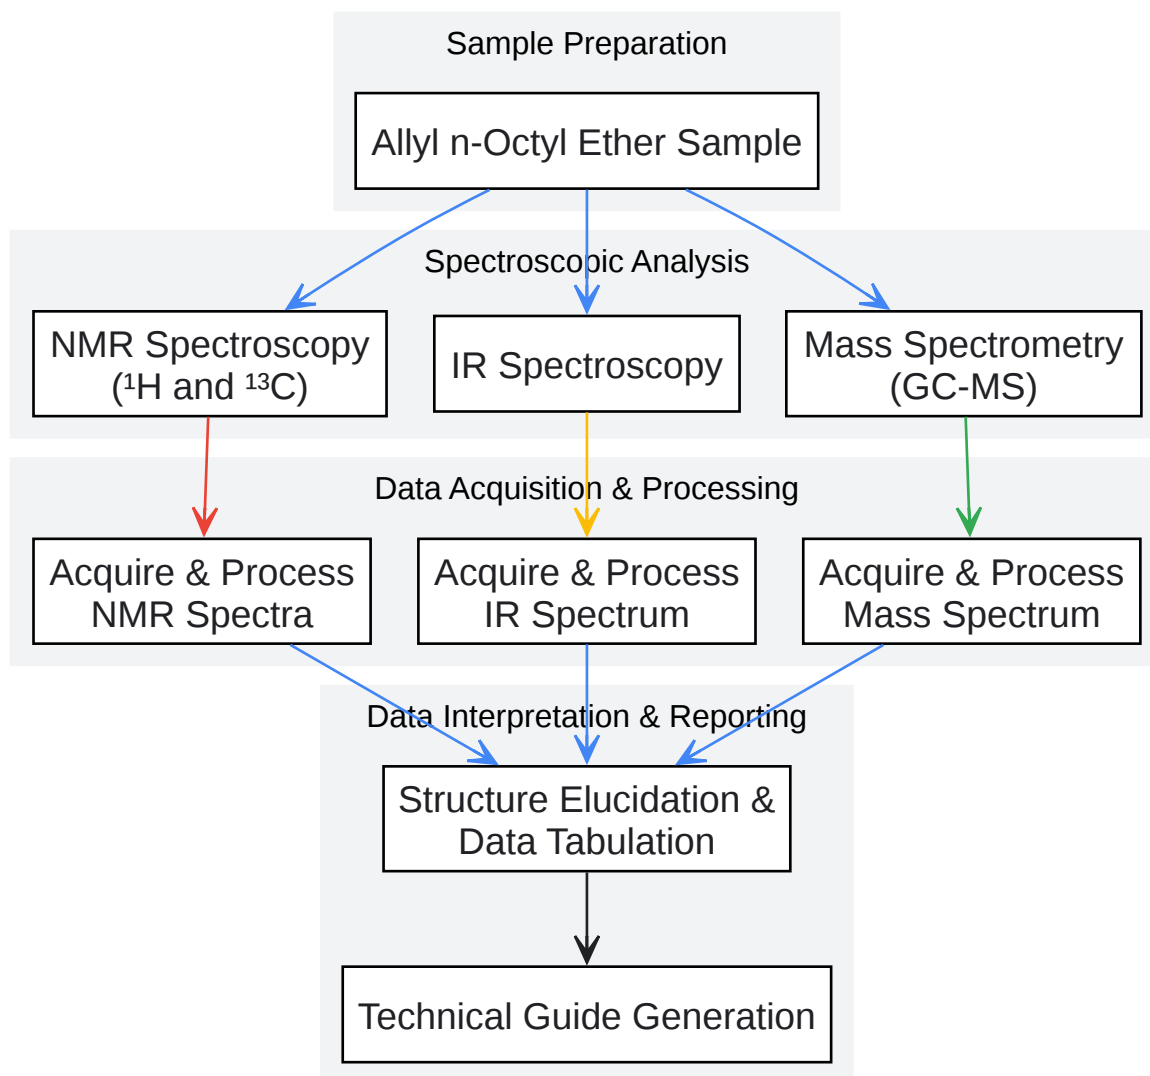 Sample Preparation
Allyl n-Octyl Ether Sample
Spectroscopic Analysis
NMR Spectroscopy
(¹H and ¹³C)
IR Spectroscopy
Mass Spectrometry
(GC-MS)
Data Acquisition & Processing
Acquire & Process
NMR Spectra
Acquire & Process
IR Spectrum
Acquire & Process
Mass Spectrum
Data Interpretation & Reporting
Structure Elucidation &
Data Tabulation
Technical Guide Generation